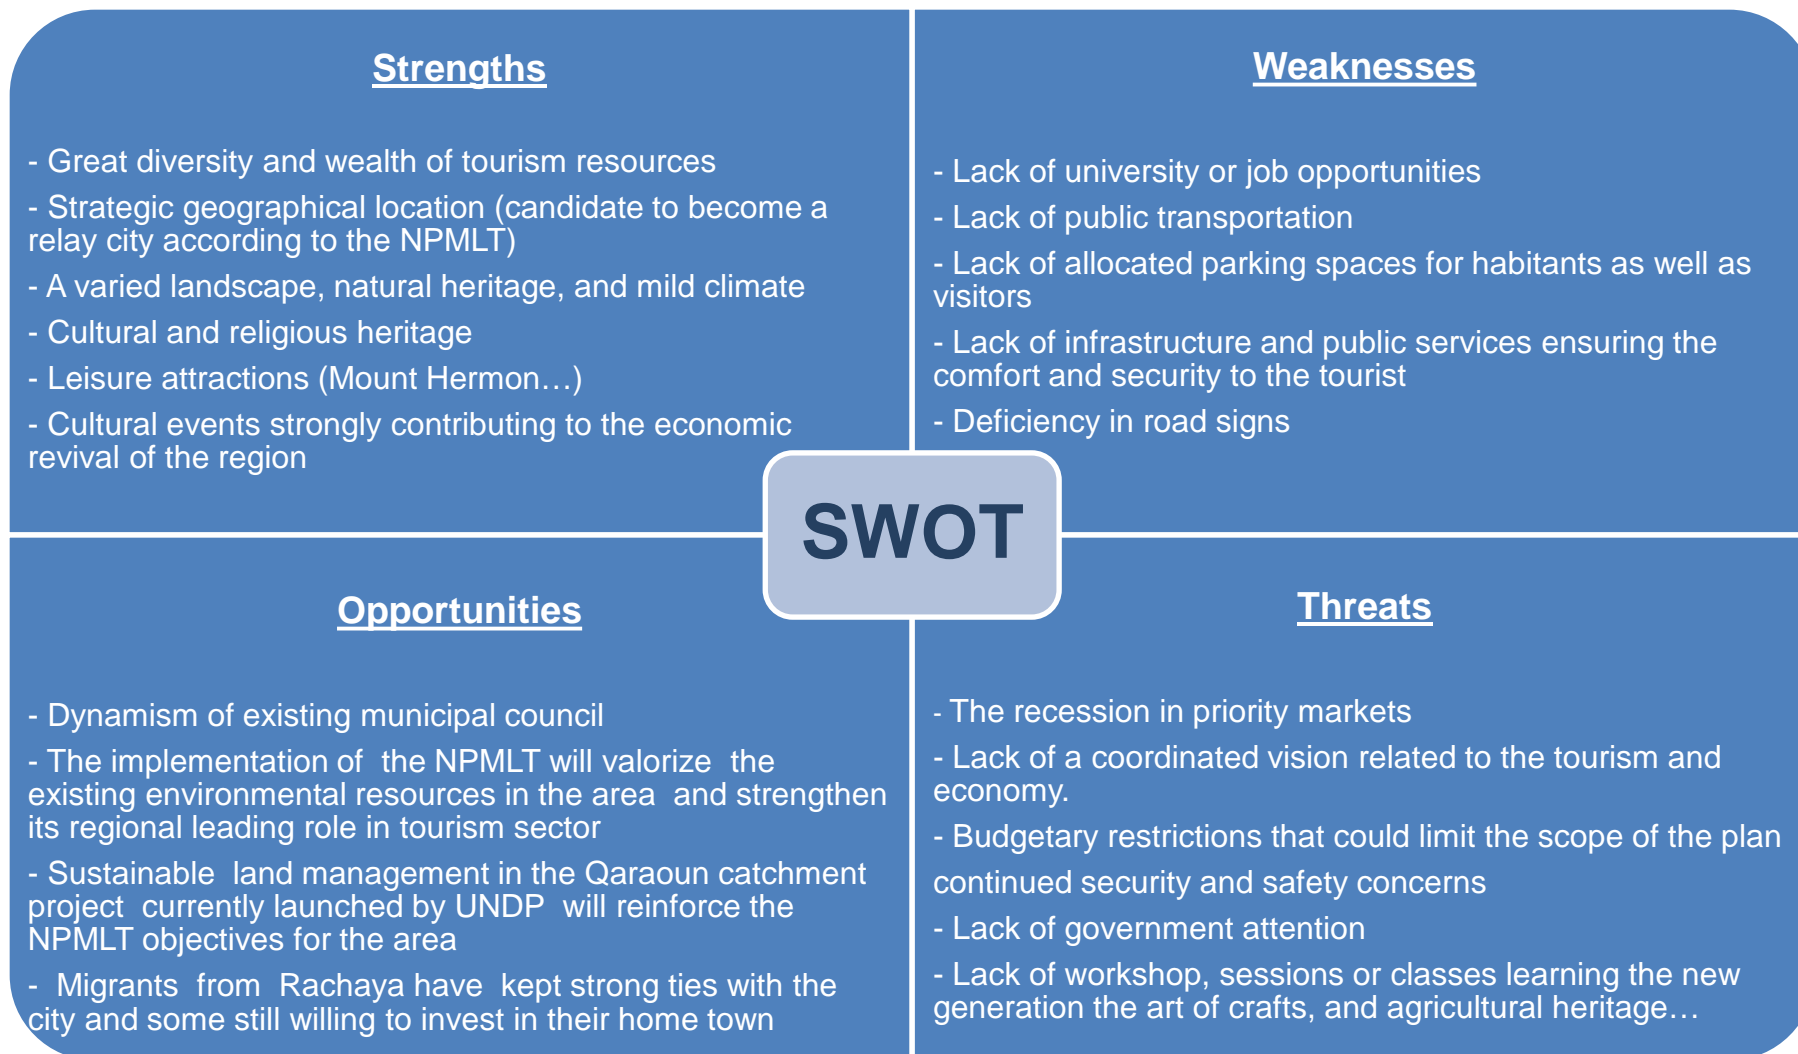 Strengths
- Great diversity and wealth of tourism resources
- Strategic geographical location (candidate to become a
relay city according to the NPMLT)
- A varied landscape, natural heritage, and mild climate
- Cultural and religious heritage
- Leisure attractions (Mount Hermon…)
- Cultural events strongly contributing to the economic
revival of the region
Weaknesses
- Lack of university or job opportunities
- Lack of public transportation
- Lack of allocated parking spaces for habitants as well as
visitors
- Lack of infrastructure and public services ensuring the
comfort and security to the tourist
- Deficiency in road signs
SWOT
Opportunities
- Dynamism of existing municipal council
- The implementation of the NPMLT will valorize the
existing environmental resources in the area and strengthen
its regional leading role in tourism sector
- Sustainable land management in the Qaraoun catchment
project currently launched by UNDP will reinforce the
NPMLT objectives for the area
- Migrants from Rachaya have kept strong ties with the
city and some still willing to invest in their home town
Threats
- The recession in priority markets
- Lack of a coordinated vision related to the tourism and
economy.
- Budgetary restrictions that could limit the scope of the plan
continued security and safety concerns
- Lack of government attention
- Lack of workshop, sessions or classes learning the new
generation the art of crafts, and agricultural heritage…